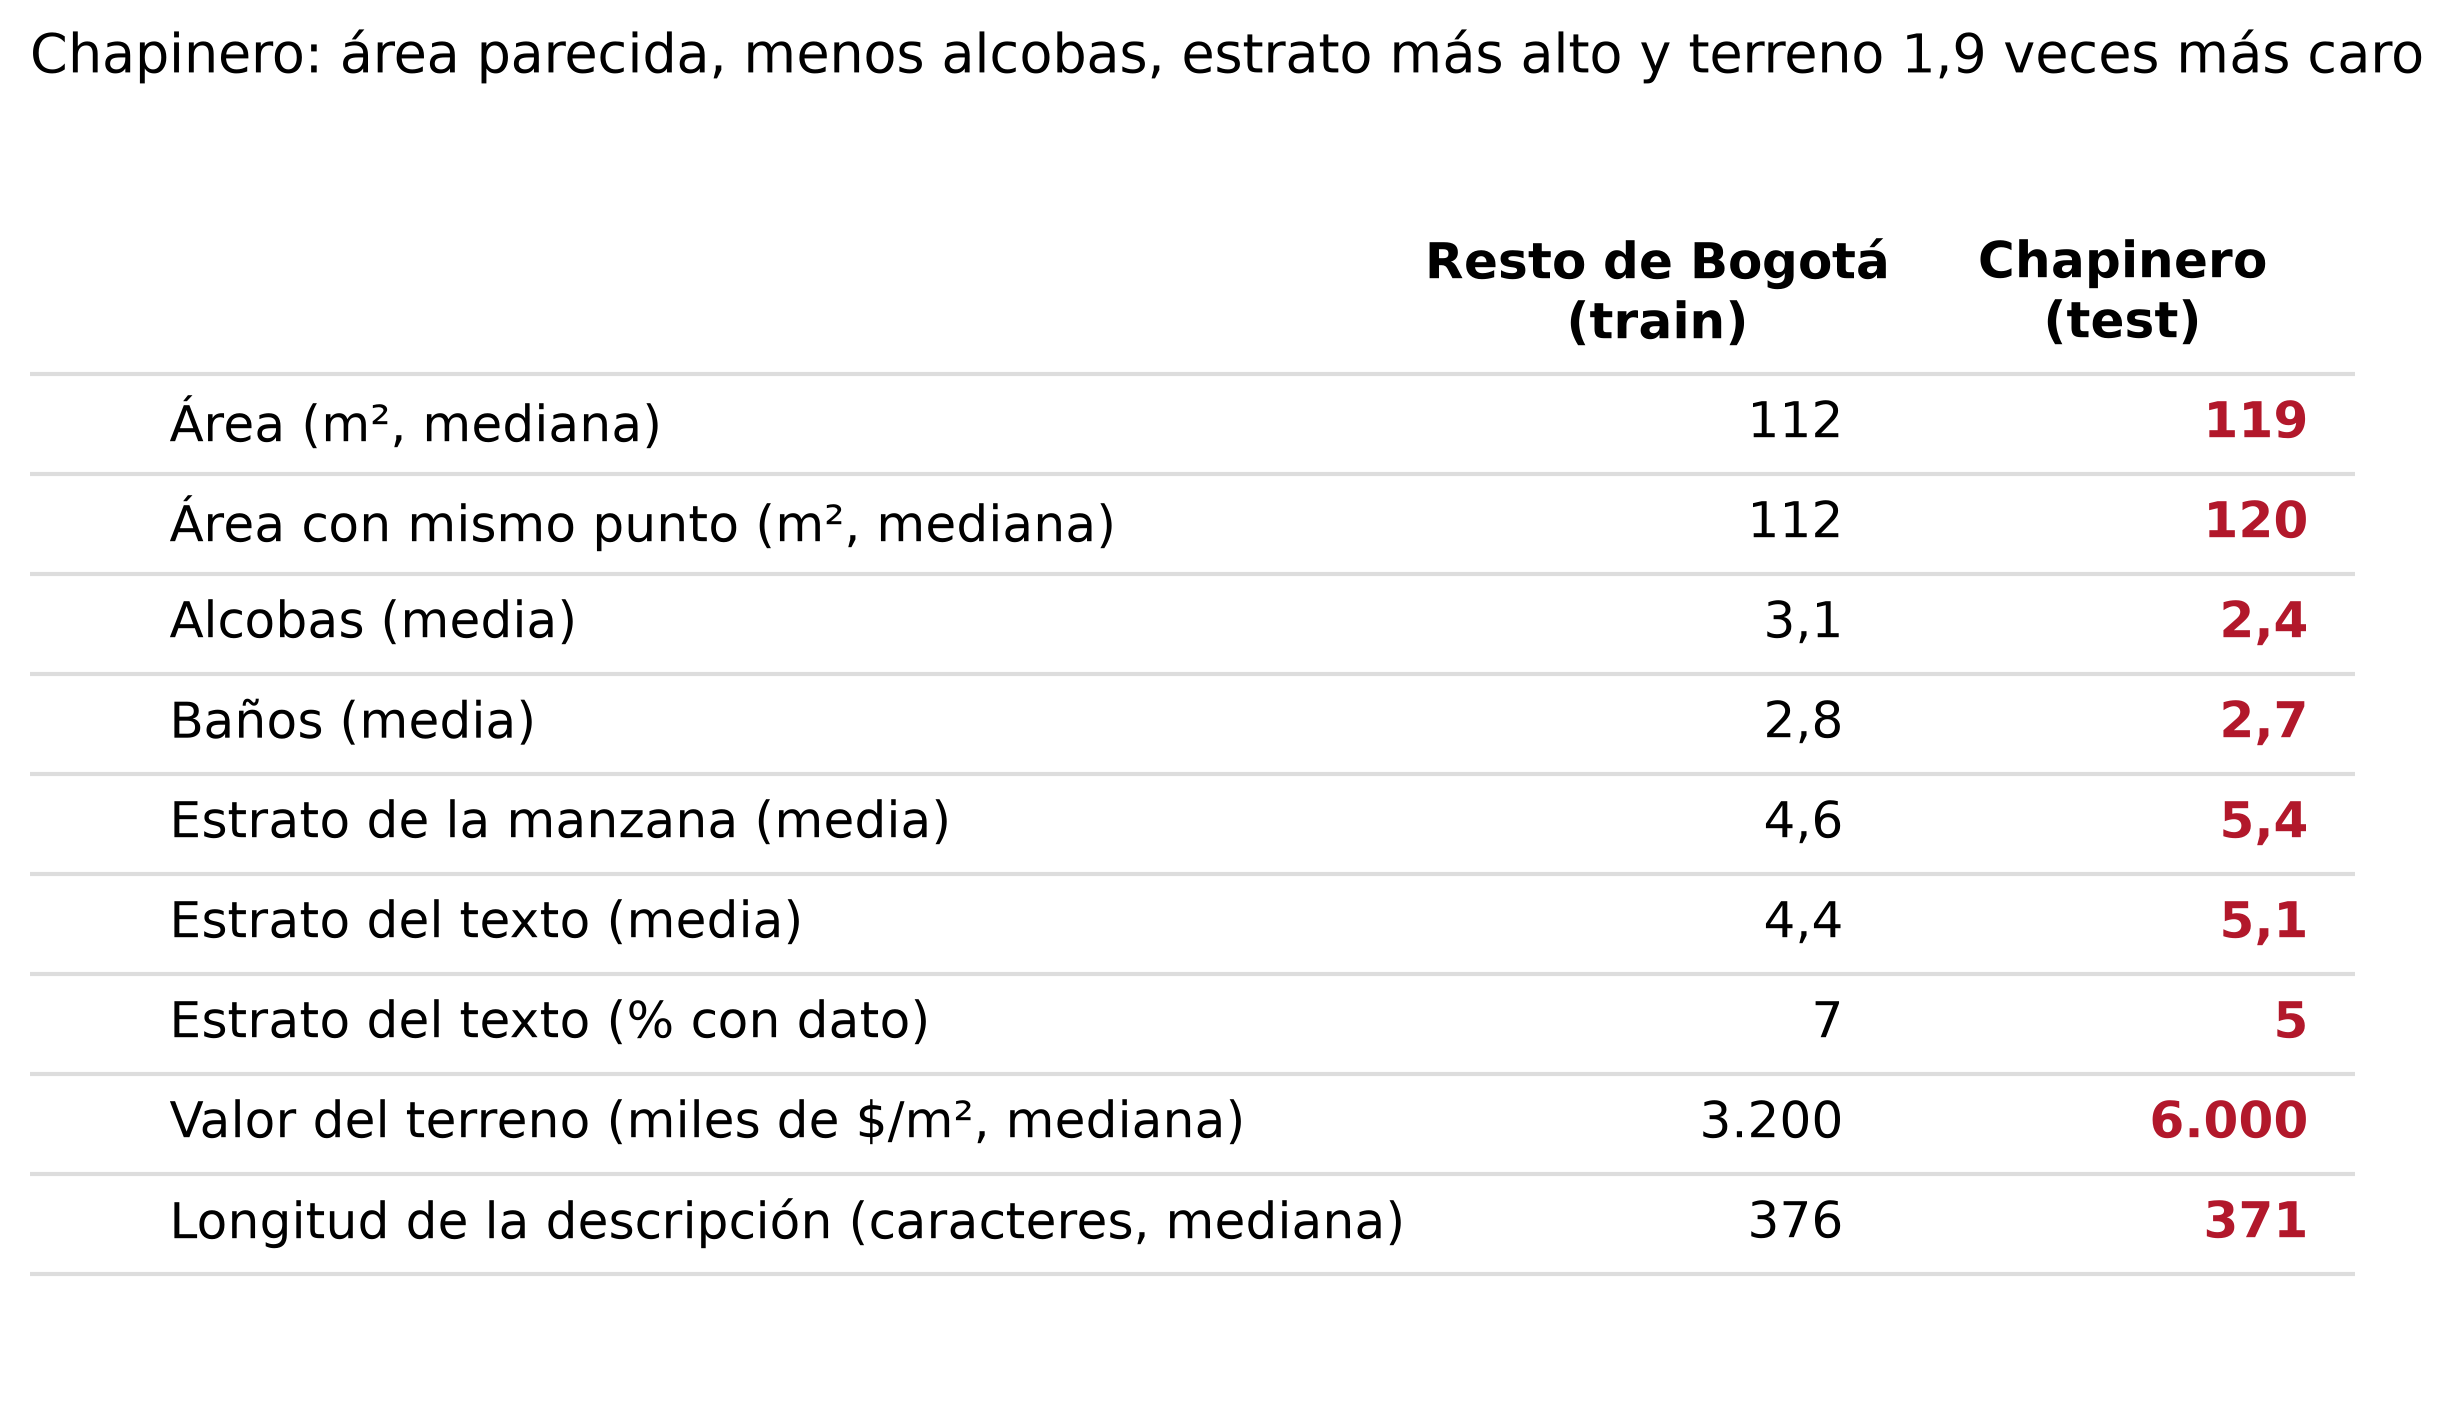 Chapinero: área parecida, menos alcobas, estrato más alto y terreno 1,9 veces más caro
Resto de Bogotá (train) Chapinero (test)
Área (m², mediana) 112 119
Área con mismo punto (m², mediana) 112 120
Alcobas (media) 3,1 2,4
Baños (media) 2,8 2,7
Estrato de la manzana (media) 4,6 5,4
Estrato del texto (media) 4,4 5,1
Estrato del texto (% con dato) 7 5
Valor del terreno (miles de $/m², mediana) 3.200 6.000
Longitud de la descripción (caracteres, mediana) 376 371